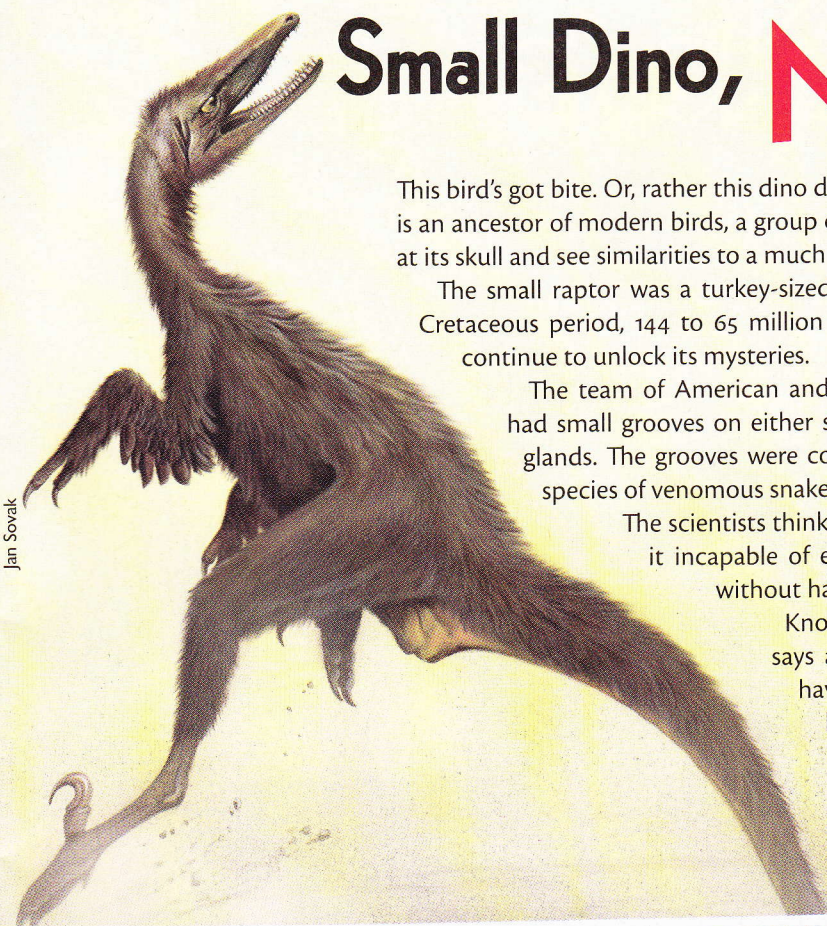 Small Dino, N
This bird's got bite. Or, rather this dino d
is an ancestor of modern birds, a group
at its skull and see similarities to a much
The small raptor was a turkey-sized
Cretaceous period, 144 to 65 million
continue to unlock its mysteries.
The team of American and
had small grooves on either s
glands. The grooves were co
species of venomous snake
The scientists think
it incapable of e
without ha
Kno
says a
hav
Jan Sovak